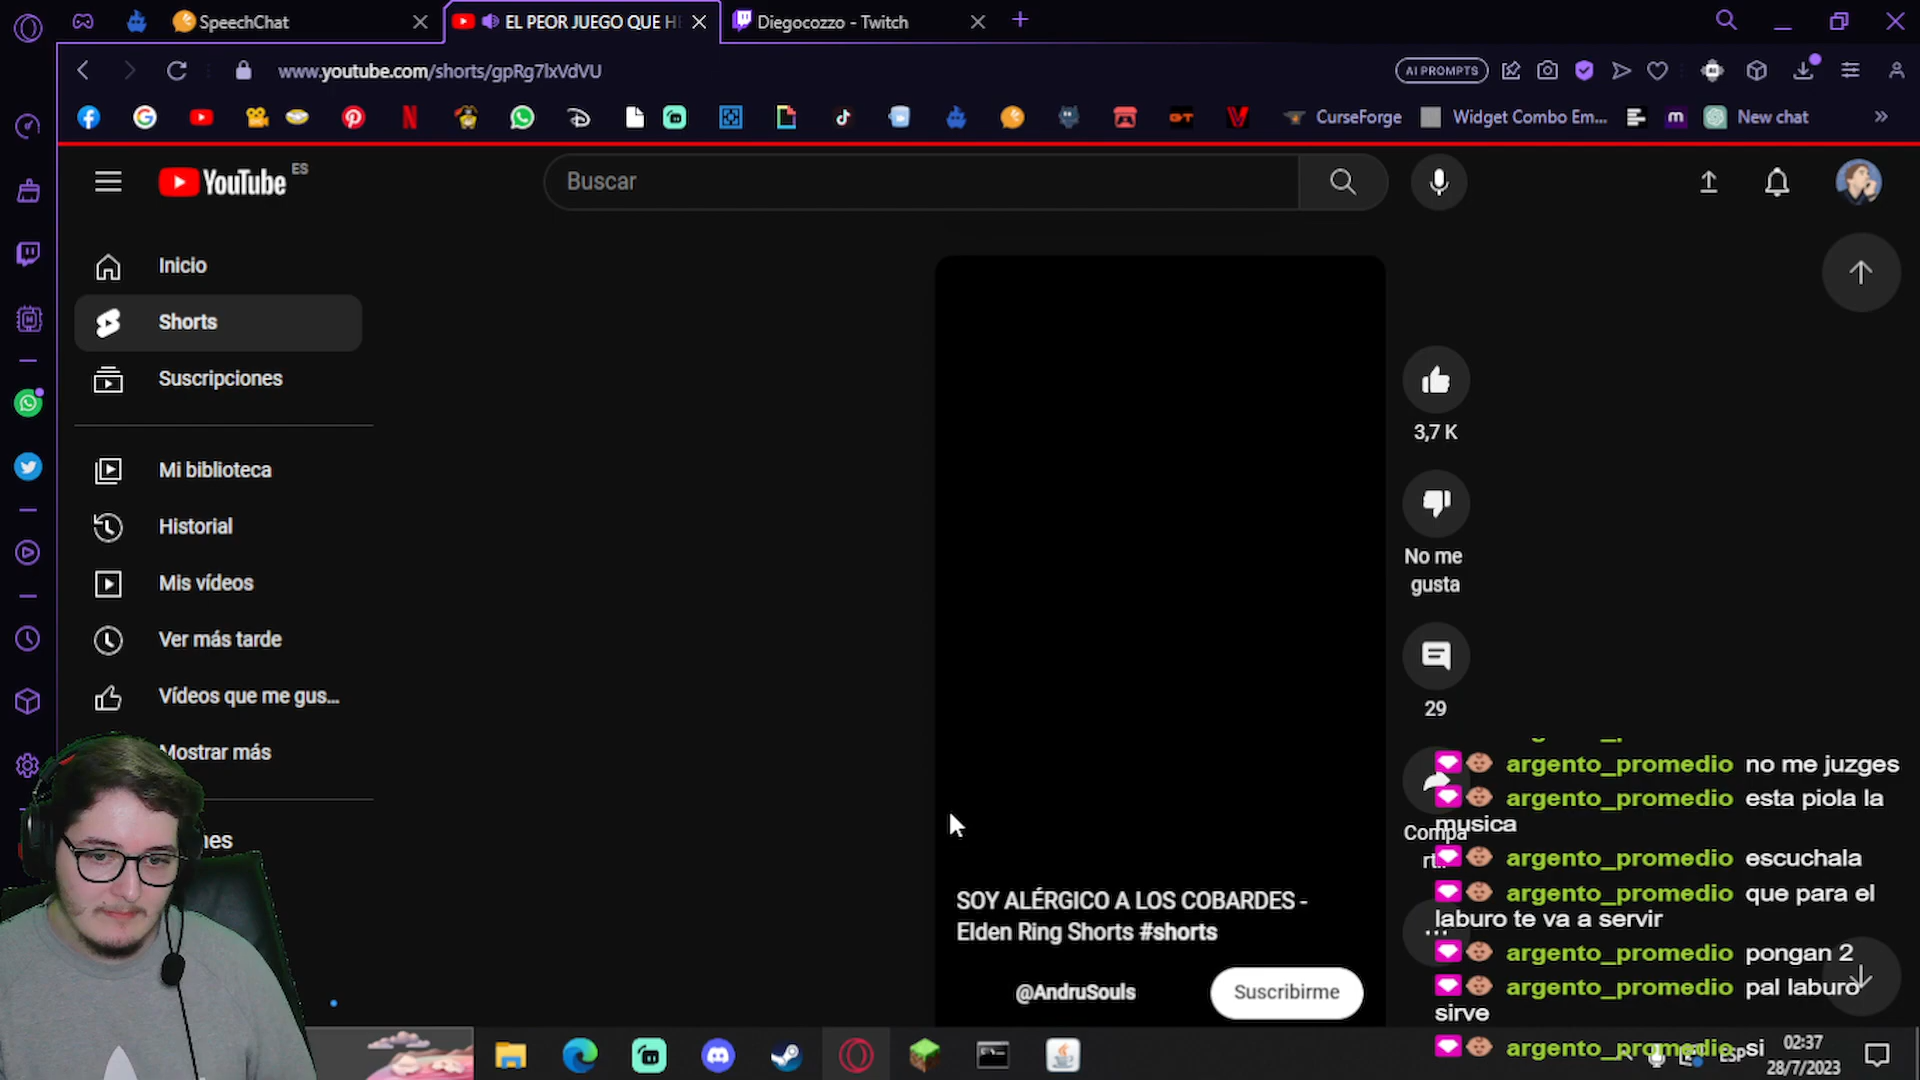 SpeechChat
EL PEOR JUEGO QUE H
Diegocozzo - Twitch
www.youtube.com/shorts/gpRg7lxVdVU
AI PROMPTS
CurseForge
Widget Combo Em...
New chat
YouTube ES
Buscar
Inicio
Shorts
Suscripciones
Mi biblioteca
Historial
Mis vídeos
Ver más tarde
Vídeos que me gus...
Mostrar más
nes
3,7 K
No me
gusta
29
Compa
rt..
SOY ALÉRGICO A LOS COBARDES -
Elden Ring Shorts #shorts
@AndruSouls
Suscribirme
argento_promedio no me juzges
argento_promedio esta piola la
musica
argento_promedio escuchala
argento_promedio que para el
laburo te va a servir
argento_promedio pongan 2
argento_promedio pal laburo
sirve
argento_promedio si
ESP
02:37
28/7/2023